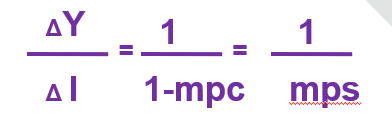 ΔY 1 1
= =
ΔI 1-mpc mps